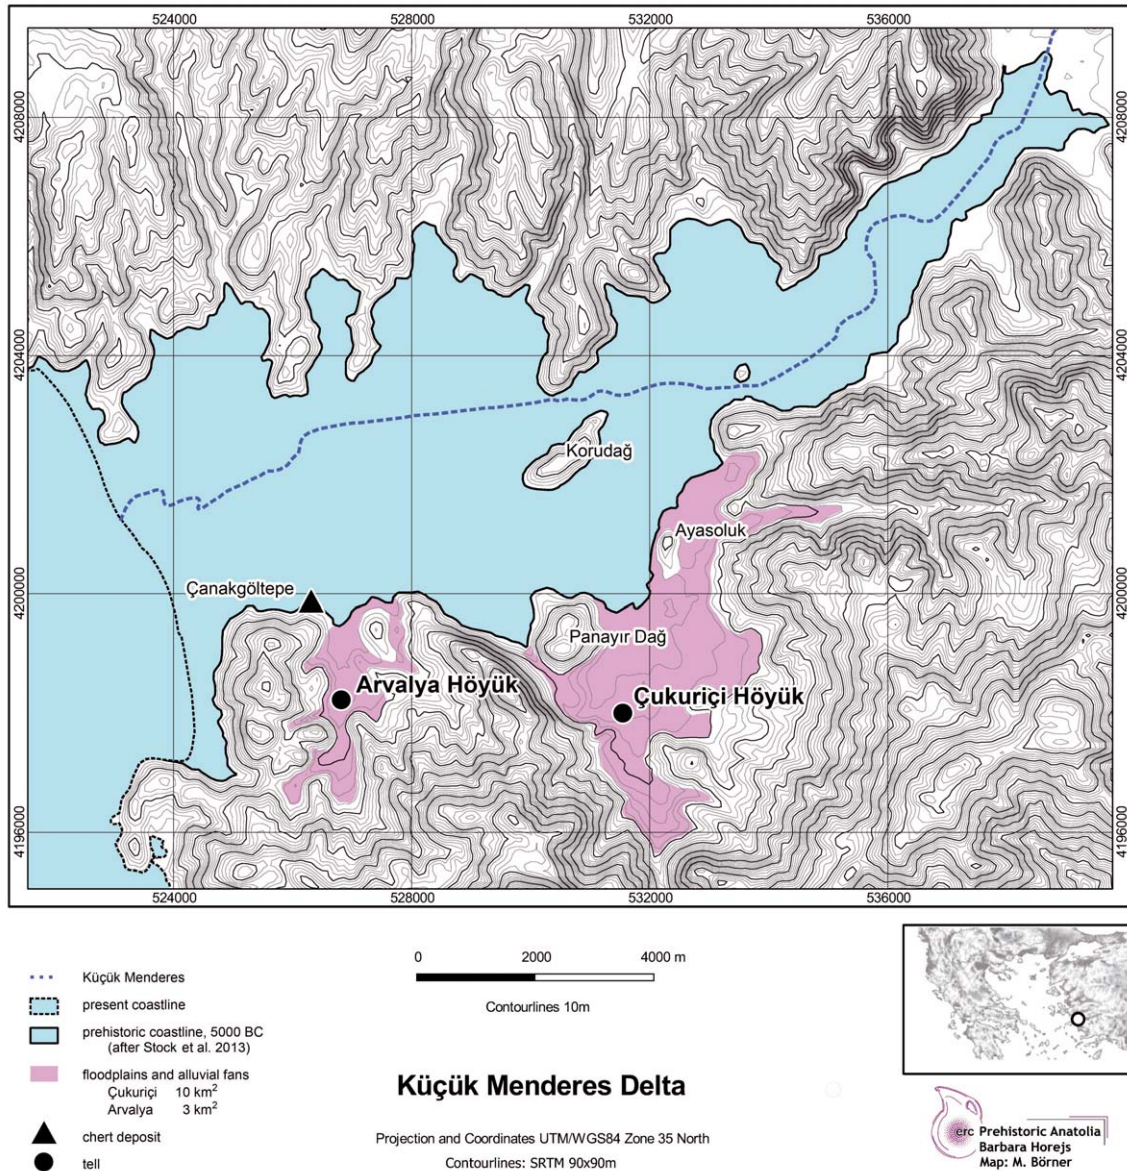 524000 528000 532000 536000
4208000 4208000
4204000 4204000
Korudağ
Ayasoluk
Çanakgöltepe
4200000 4200000
Panayır Dağ
Arvalya Höyük
Çukuriçi Höyük
4196000 4196000
524000 528000 532000 536000
Küçük Menderes
present coastline
prehistoric coastline, 5000 BC
(after Stock et al. 2013)
floodplains and alluvial fans
Çukuriçi 10 km²
Arvalya 3 km²
chert deposit
tell
0 2000 4000 m
Contourlines 10m
Küçük Menderes Delta
Projection and Coordinates UTM/WGS84 Zone 35 North
Contourlines: SRTM 90x90m
erc Prehistoric Anatolia
Barbara Horejs
Map: M. Börner